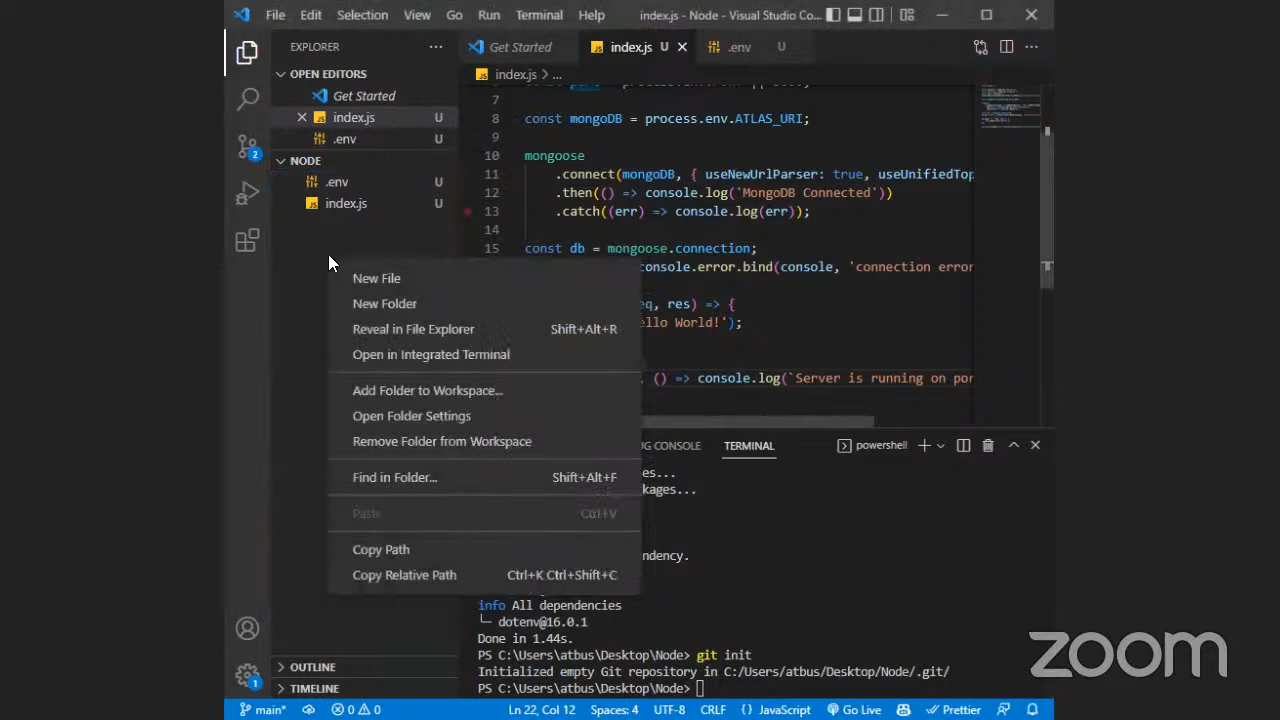 File Edit Selection View Go Run Terminal Help index.js - Node - Visual Studio Co...
EXPLORER
OPEN EDITORS
Get Started
index.js U
.env U
NODE
.env U
index.js U
OUTLINE
TIMELINE
2
1
Get Started index.js U .env U
index.js > ...
7
8 const mongoDB = process.env.ATLAS_URI;
9
10 mongoose
11 .connect(mongoDB, { useNewUrlParser: true, useUnifiedTop
12 .then(() => console.log('MongoDB Connected'))
13 .catch((err) => console.log(err));
14
15 const db = mongoose.connection;
console.error.bind(console, 'connection error
eq, res) => {
ello World!');
, () => console.log(`Server is running on por
New File
New Folder
Reveal in File Explorer Shift+Alt+R
Open in Integrated Terminal
Add Folder to Workspace...
Open Folder Settings
Remove Folder from Workspace
Find in Folder... Shift+Alt+F
Paste Ctrl+V
Copy Path
Copy Relative Path Ctrl+K Ctrl+Shift+C
UG CONSOLE TERMINAL powershell
es...
kages...
ndency.
info All dependencies
└─ dotenv@16.0.1
Done in 1.44s.
PS C:\Users\atbus\Desktop\Node> git init
Initialized empty Git repository in C:/Users/atbus/Desktop/Node/.git/
PS C:\Users\atbus\Desktop\Node>
main* 0 0 Ln 22, Col 12 Spaces: 4 UTF-8 CRLF {} JavaScript Go Live Prettier
zoom